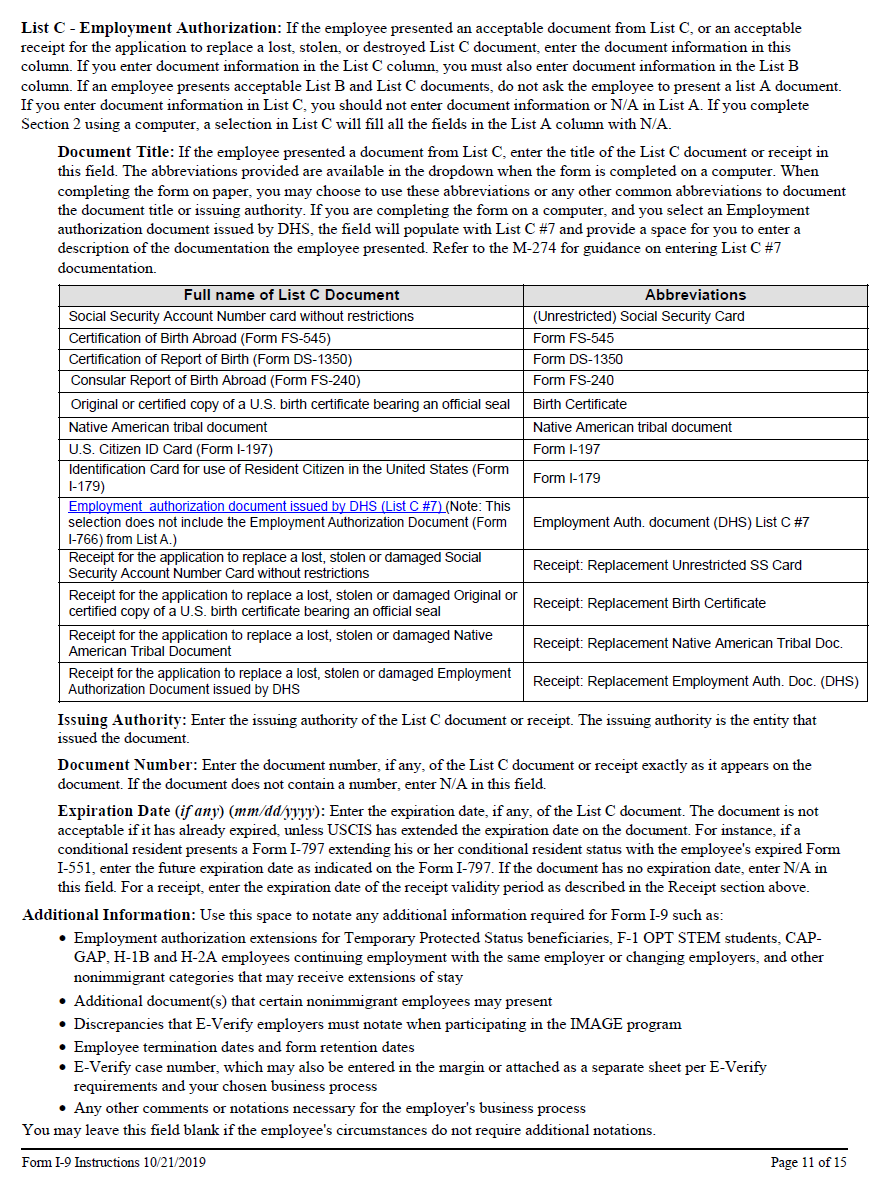 List C - Employment Authorization: If the employee presented an acceptable document from List C, or an acceptable
receipt for the application to replace a lost, stolen, or destroyed List C document, enter the document information in this
column. If you enter document information in the List C column, you must also enter document information in the List B
column. If an employee presents acceptable List B and List C documents, do not ask the employee to present a list A document.
If you enter document information in List C, you should not enter document information or N/A in List A. If you complete
Section 2 using a computer, a selection in List C will fill all the fields in the List A column with N/A.
Document Title: If the employee presented a document from List C, enter the title of the List C document or receipt in
this field. The abbreviations provided are available in the dropdown when the form is completed on a computer. When
completing the form on paper, you may choose to use these abbreviations or any other common abbreviations to document
the document title or issuing authority. If you are completing the form on a computer, and you select an Employment
authorization document issued by DHS, the field will populate with List C #7 and provide a space for you to enter a
description of the documentation the employee presented. Refer to the M-274 for guidance on entering List C #7
documentation.
Full name of List C Document Abbreviations
Social Security Account Number card without restrictions (Unrestricted) Social Security Card
Certification of Birth Abroad (Form FS-545) Form FS-545
Certification of Report of Birth (Form DS-1350) Form DS-1350
Consular Report of Birth Abroad (Form FS-240) Form FS-240
Original or certified copy of a U.S. birth certificate bearing an official seal Birth Certificate
Native American tribal document Native American tribal document
U.S. Citizen ID Card (Form I-197) Form I-197
Identification Card for use of Resident Citizen in the United States (Form
I-179)
Form I-179
Employment authorization document issued by DHS (List C #7) (Note: This
selection does not include the Employment Authorization Document (Form
I-766) from List A.)
Employment Auth. document (DHS) List C #7
Receipt for the application to replace a lost, stolen or damaged Social
Security Account Number Card without restrictions
Receipt: Replacement Unrestricted SS Card
Receipt for the application to replace a lost, stolen or damaged Original or
certified copy of a U.S. birth certificate bearing an official seal
Receipt: Replacement Birth Certificate
Receipt for the application to replace a lost, stolen or damaged Native
American Tribal Document
Receipt: Replacement Native American Tribal Doc.
Receipt for the application to replace a lost, stolen or damaged Employment
Authorization Document issued by DHS
Receipt: Replacement Employment Auth. Doc. (DHS)
Issuing Authority: Enter the issuing authority of the List C document or receipt. The issuing authority is the entity that
issued the document.
Document Number: Enter the document number, if any, of the List C document or receipt exactly as it appears on the
document. If the document does not contain a number, enter N/A in this field.
Expiration Date (if any) (mm/dd/yyyy): Enter the expiration date, if any, of the List C document. The document is not
acceptable if it has already expired, unless USCIS has extended the expiration date on the document. For instance, if a
conditional resident presents a Form I-797 extending his or her conditional resident status with the employee's expired Form
I-551, enter the future expiration date as indicated on the Form I-797. If the document has no expiration date, enter N/A in
this field. For a receipt, enter the expiration date of the receipt validity period as described in the Receipt section above.
Additional Information: Use this space to notate any additional information required for Form I-9 such as:
• Employment authorization extensions for Temporary Protected Status beneficiaries, F-1 OPT STEM students, CAP-
GAP, H-1B and H-2A employees continuing employment with the same employer or changing employers, and other
nonimmigrant categories that may receive extensions of stay
• Additional document(s) that certain nonimmigrant employees may present
• Discrepancies that E-Verify employers must notate when participating in the IMAGE program
• Employee termination dates and form retention dates
• E-Verify case number, which may also be entered in the margin or attached as a separate sheet per E-Verify
requirements and your chosen business process
• Any other comments or notations necessary for the employer's business process
You may leave this field blank if the employee's circumstances do not require additional notations.
Form I-9 Instructions 10/21/2019 Page 11 of 15